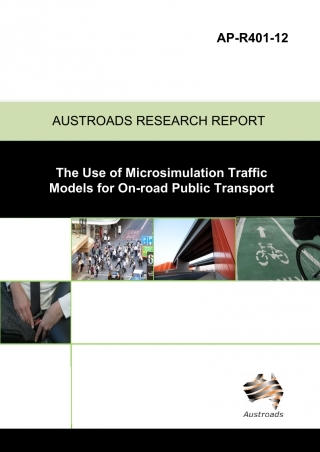 AP-R401-12
AUSTROADS RESEARCH REPORT
The Use of Microsimulation Traffic
Models for On-road Public Transport
Austroads